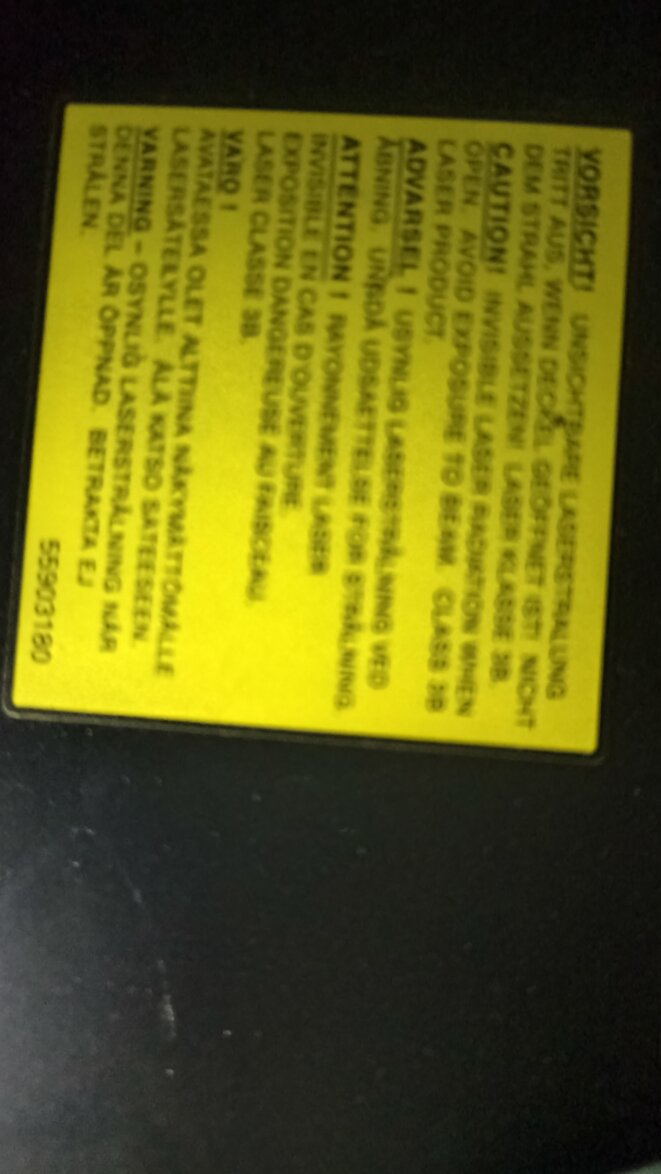 VORSICHT! UNSICHTBARE LASERSTRALUNG
TRITT AUS, WENN DECKEL GEÖFFNET IST! NICHT
DEM STRAHL AUSSETZEN! LASER KLASSE 3B.
CAUTION! INVISIBLE LASER RADIATION WHEN
OPEN. AVOID EXPOSURE TO BEAM. CLASS 3B
LASER PRODUCT.
ADVARSEL ! USYNLIG LASERSTRÅLNING VED
ÅBNING. UNDGÅ UDSAETTELSE FOR STRÅLNING.
ATTENTION ! RAYONNEMENT LASER
INVISIBLE EN CAS D'OUVERTURE.
EXPOSITION DANGEREUSE AU FAISCEAU.
LASER CLASSE 3B.
VARO !
AVATAESSA OLET ALTTIINA NÄKYMÄTTÖMÄLLE
LASERSÄTEILYLLE. ÄLÄ KATSO SÄTEESEEN.
VARNING - OSYNLIG LASERSTRÅLNING NÄR
DENNA DEL ÄR ÖPPNAD. BETRAKTA EJ
STRÅLEN.
55903180